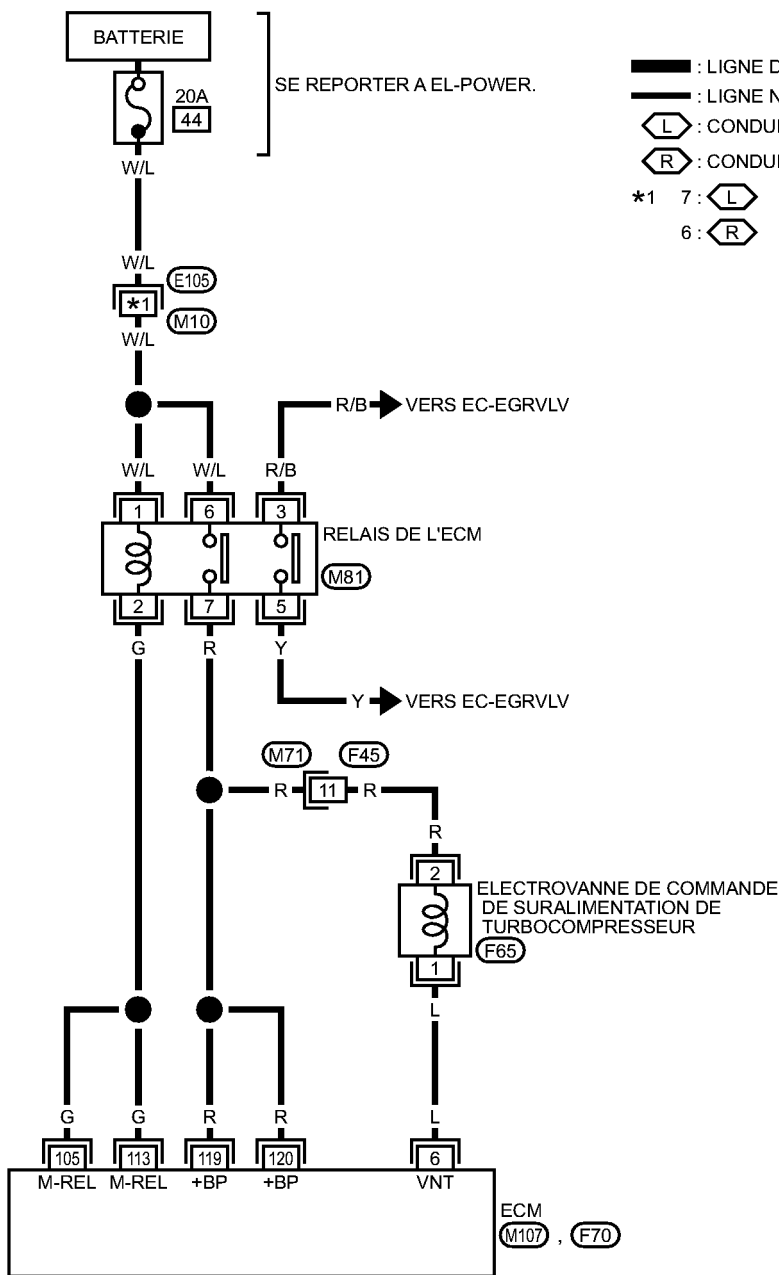 BATTERIE
20A
44
SE REPORTER A EL-POWER.
: LIGNE D
: LIGNE N
L : CONDUI
R : CONDUI
*1 7 : L
6 : R
W/L
W/L
E105
*1
M10
W/L
R/B VERS EC-EGRVLV
W/L W/L R/B
1 6 3
RELAIS DE L'ECM
M81
2 7 5
G R Y
Y VERS EC-EGRVLV
M71 F45
R 11 R
R
2
ELECTROVANNE DE COMMANDE
DE SURALIMENTATION DE
TURBOCOMPRESSEUR
F65
1
L
G G R R L
105 113 119 120 6
M-REL M-REL +BP +BP VNT
ECM
M107 , F70